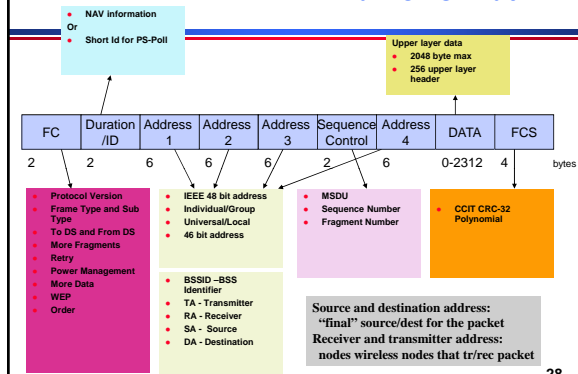 NAV information
Or
Short Id for PS-Poll
Upper layer data
2048 byte max
256 upper layer
header
FC
Duration
/ID
Address
1
Address
2
Address
3
Sequence
Control
Address
4
DATA
FCS
2 2 6 6 6 2 6 0-2312 4 bytes
Protocol Version
Frame Type and Sub
Type
To DS and From DS
More Fragments
Retry
Power Management
More Data
WEP
Order
IEEE 48 bit address
Individual/Group
Universal/Local
46 bit address
BSSID –BSS
Identifier
TA - Transmitter
RA - Receiver
SA - Source
DA - Destination
MSDU
Sequence Number
Fragment Number
CCIT CRC-32
Polynomial
Source and destination address:
"final" source/dest for the packet
Receiver and transmitter address:
nodes wireless nodes that tr/rec packet
28